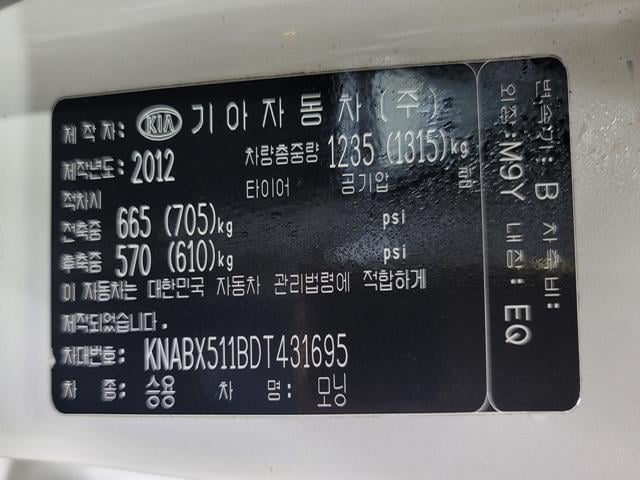 제작자: KIA 기아자동차(주)
제작년도: 2012 차량총중량 1235 (1315)kg
적차시 타이어 공기압
전축중 665 (705)kg psi
후축중 570 (610)kg psi
이 자동차는 대한민국 자동차 관리법령에 적합하게
제작되었습니다.
차대번호: KNABX511BDT431695
차 종: 승용 차 명: 모닝
변속기: B 차축비:
외장: M9Y 내장: EQ